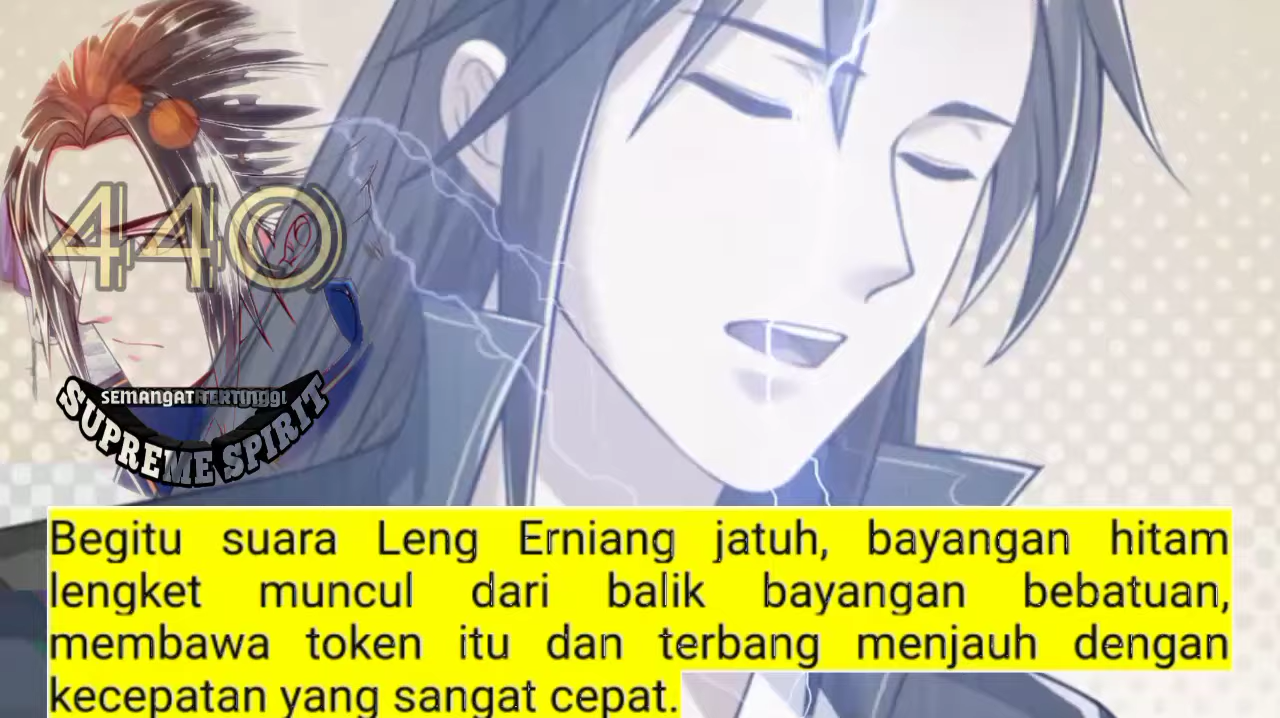 440
SEMANGAT TERTINGGI
SUPREME SPIRIT
Begitu suara Leng Erniang jatuh, bayangan hitam
lengket muncul dari balik bayangan bebatuan,
membawa token itu dan terbang menjauh dengan
kecepatan yang sangat cepat.